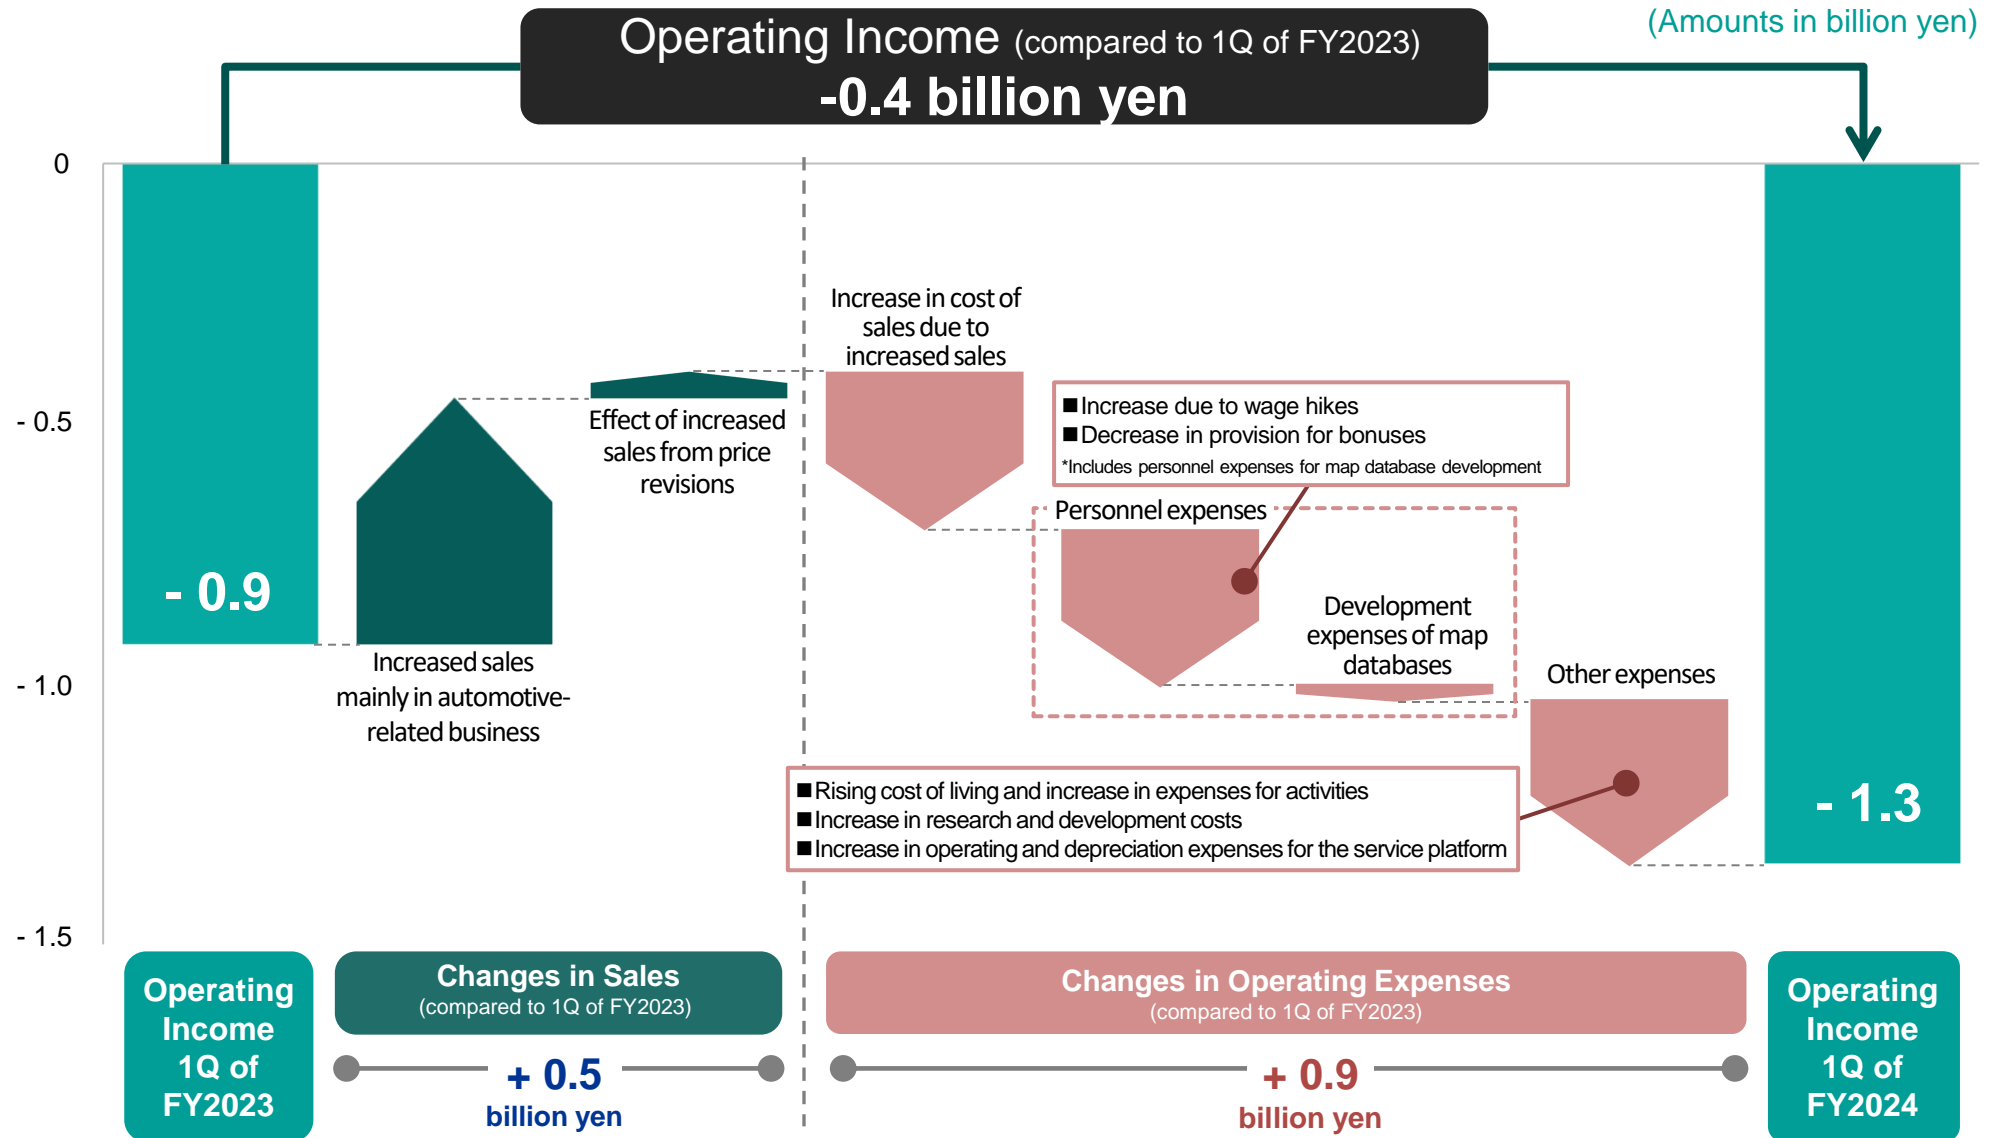 (Amounts in billion yen)
Operating Income (compared to 1Q of FY2023)
-0.4 billion yen
0
- 0.5
- 1.0
- 1.5
- 0.9
Increased sales
mainly in automotive-
related business
Effect of increased
sales from price
revisions
Increase in cost of
sales due to
increased sales
■ Increase due to wage hikes
■ Decrease in provision for bonuses
*Includes personnel expenses for map database development
Personnel expenses
Development
expenses of map
databases
Other expenses
■ Rising cost of living and increase in expenses for activities
■ Increase in research and development costs
■ Increase in operating and depreciation expenses for the service platform
- 1.3
Operating
Income
1Q of
FY2023
Changes in Sales
(compared to 1Q of FY2023)
+ 0.5
billion yen
Changes in Operating Expenses
(compared to 1Q of FY2023)
+ 0.9
billion yen
Operating
Income
1Q of
FY2024